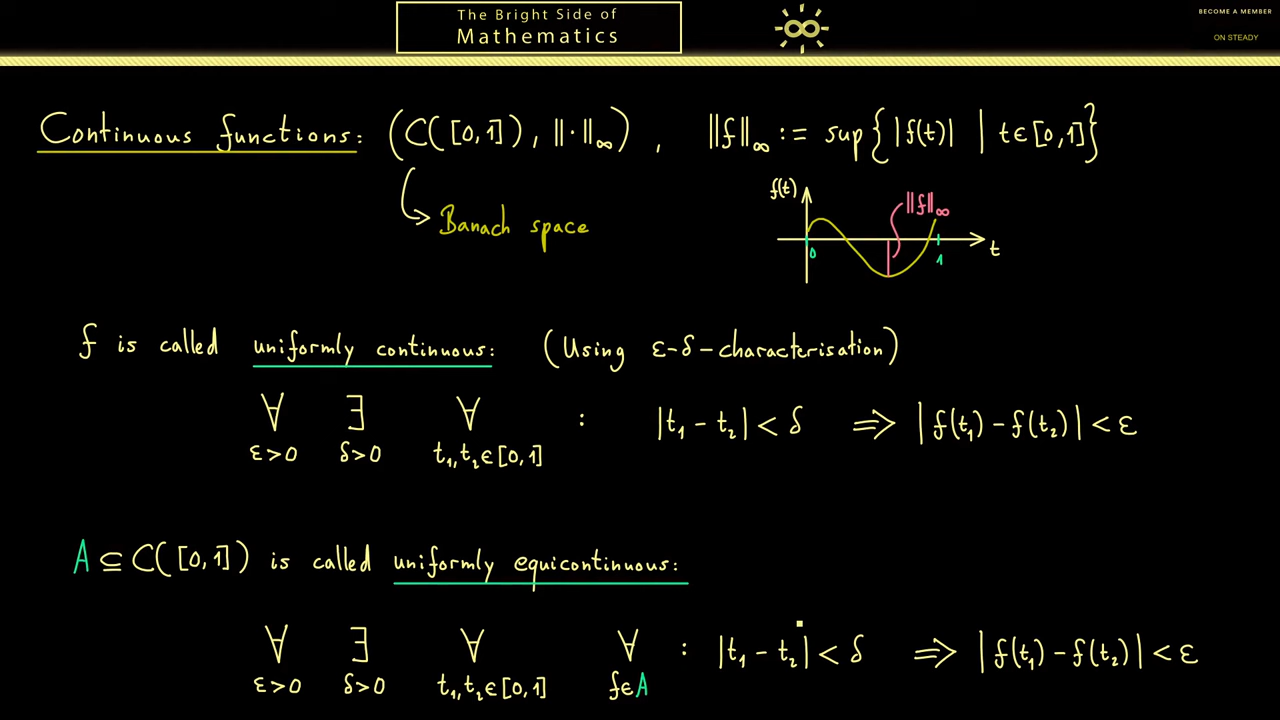 The Bright Side of
Mathematics
BECOME A MEMBER
ON STEADY
Continuous functions: (C([0,1]), ‖·‖∞), ‖f‖∞ := sup{|f(t)| | t∈[0,1]}
Banach space
f(t)
‖f‖∞
0
1
t
f is called uniformly continuous: (Using ε-δ-characterisation)
∀ ∃ ∀ : |t₁ - t₂| < δ ⇒ |f(t₁) - f(t₂)| < ε
ε>0 δ>0 t₁,t₂∈[0,1]
A ⊆ C([0,1]) is called uniformly equicontinuous:
∀ ∃ ∀ ∀ : |t₁ - t₂| < δ ⇒ |f(t₁) - f(t₂)| < ε
ε>0 δ>0 t₁,t₂∈[0,1] f∈A